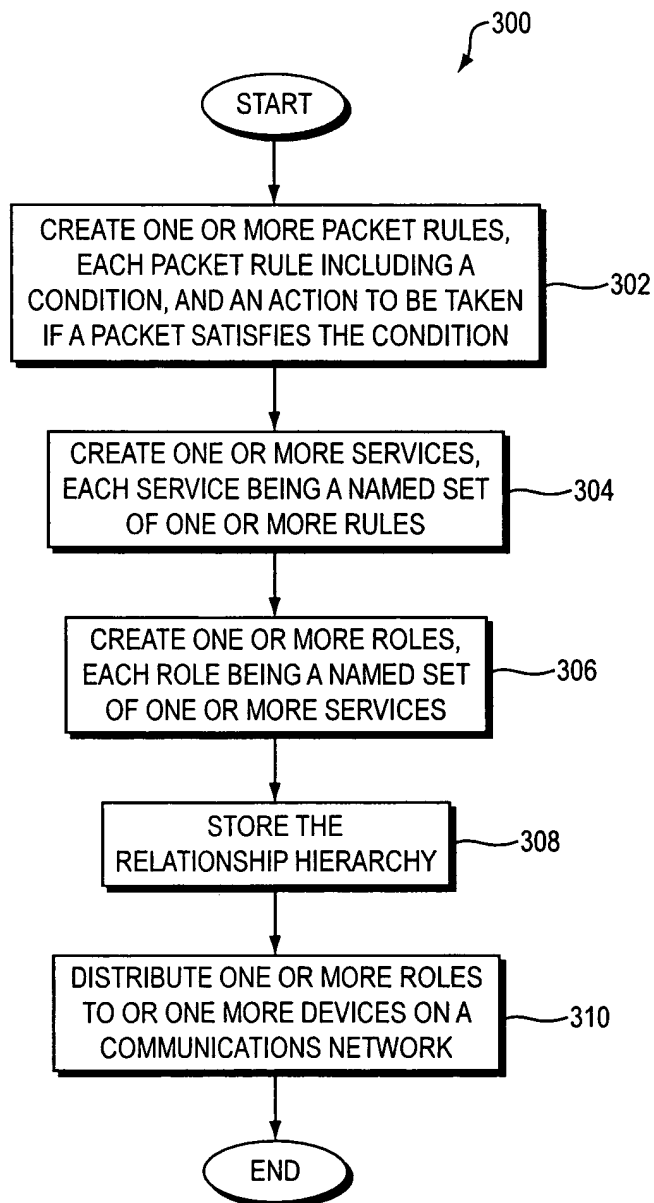 300
START
CREATE ONE OR MORE PACKET RULES,
EACH PACKET RULE INCLUDING A
CONDITION, AND AN ACTION TO BE TAKEN
IF A PACKET SATISFIES THE CONDITION
302
CREATE ONE OR MORE SERVICES,
EACH SERVICE BEING A NAMED SET
OF ONE OR MORE RULES
304
CREATE ONE OR MORE ROLES,
EACH ROLE BEING A NAMED SET
OF ONE OR MORE SERVICES
306
STORE THE
RELATIONSHIP HIERARCHY
308
DISTRIBUTE ONE OR MORE ROLES
TO OR ONE MORE DEVICES ON A
COMMUNICATIONS NETWORK
310
END